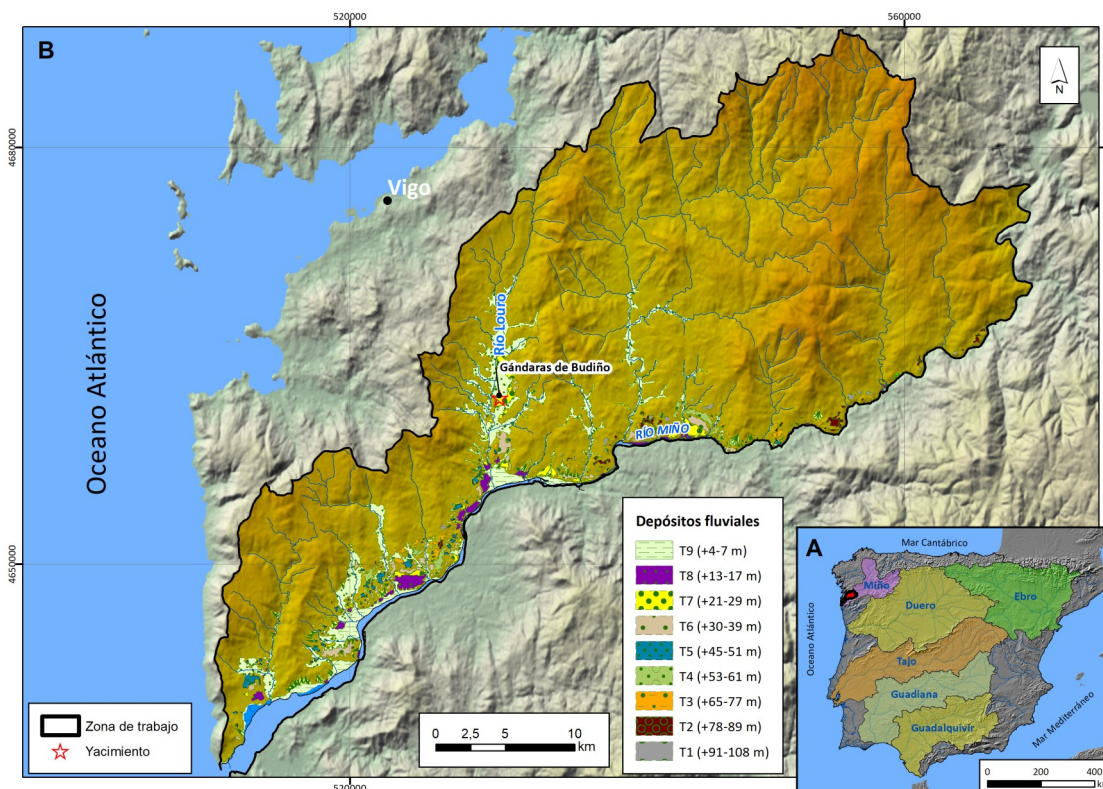 520000
560000
B
N
4680000
4680000
Vigo
Oceano Atlántico
Río Louro
Gándaras de Budiño
RÍO MIÑO
4650000
Depósitos fluviales
T9 (+4-7 m)
T8 (+13-17 m)
T7 (+21-29 m)
T6 (+30-39 m)
T5 (+45-51 m)
T4 (+53-61 m)
T3 (+65-77 m)
T2 (+78-89 m)
T1 (+91-108 m)
Zona de trabajo
Yacimiento
0 2,5 5 10
km
520000
A
Mar Cantábrico
Miño
Duero
Ebro
Oceano Atlántico
Tajo
Guadiana
Guadalquivir
Mar Mediterráneo
0 200 400